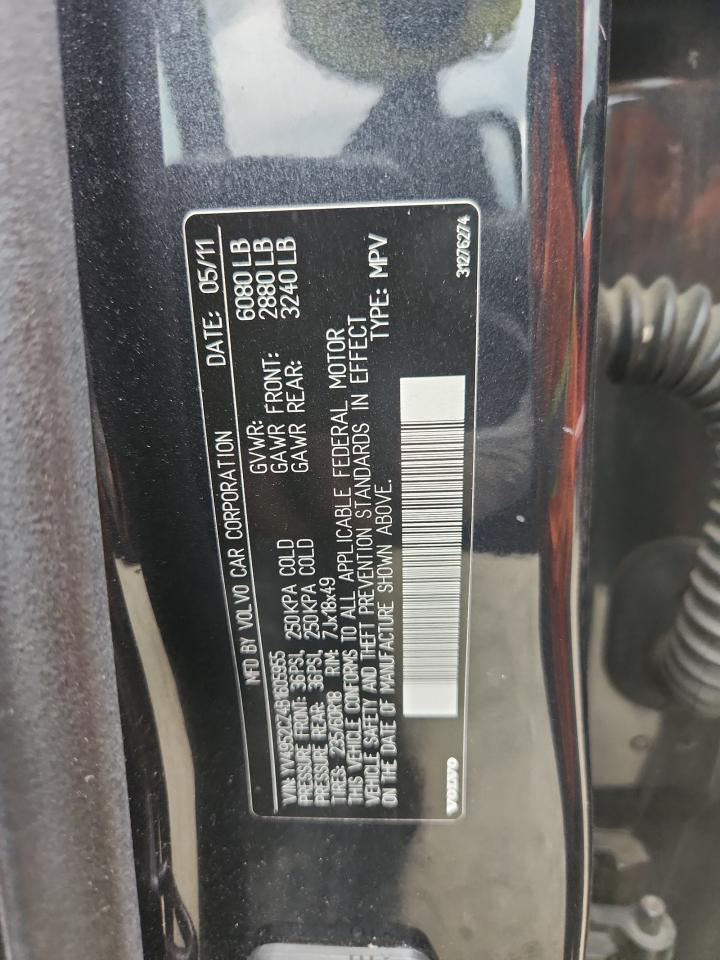 MFD BY VOLVO CAR CORPORATION DATE: 05/11
GVWR: 6080 LB
VIN: YV4952CZ4B1605955 GAWR FRONT: 2880 LB
PRESSURE FRONT: 36PSI, 250KPA COLD GAWR REAR: 3240 LB
PRESSURE REAR: 36PSI, 250KPA COLD
TIRES: 235/60R18 RIM: 7Jx18x49
THIS VEHICLE CONFORMS TO ALL APPLICABLE FEDERAL MOTOR
VEHICLE SAFETY AND THEFT PREVENTION STANDARDS IN EFFECT
ON THE DATE OF MANUFACTURE SHOWN ABOVE. TYPE: MPV
VOLVO 31276274